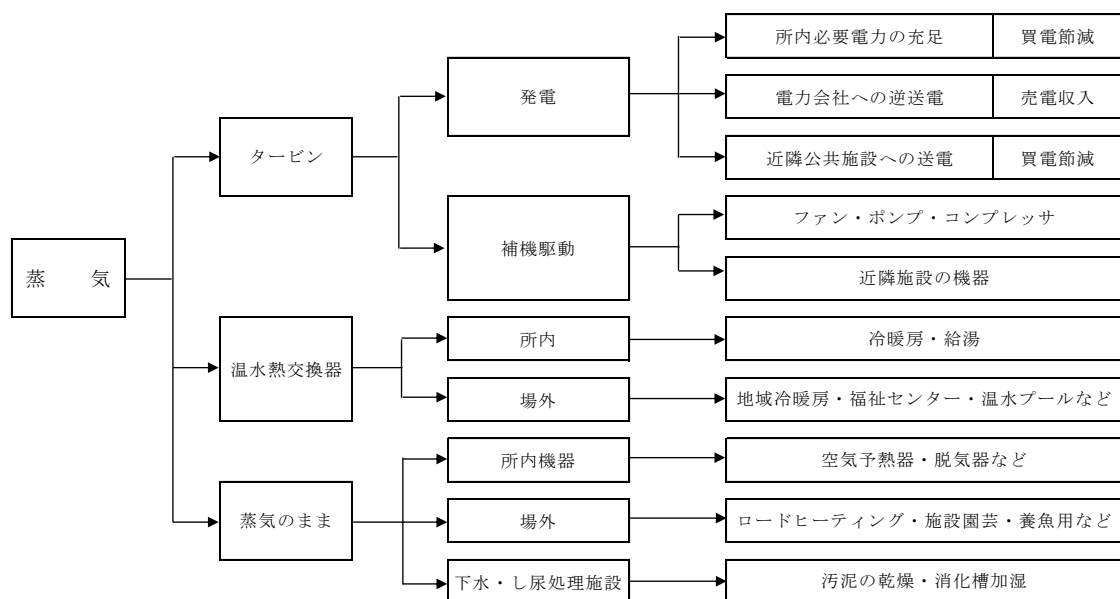 所内必要電力の充足 買電節減
発電
電力会社への逆送電 売電収入
タービン
近隣公共施設への送電 買電節減
ファン・ポンプ・コンプレッサ
補機駆動
蒸 気
近隣施設の機器
所内
冷暖房・給湯
温水熱交換器
場外
地域冷暖房・福祉センター・温水プールなど
所内機器
空気予熱器・脱気器など
蒸気のまま
場外
ロードヒーティング・施設園芸・養魚用など
下水・し尿処理施設
汚泥の乾燥・消化槽加湿